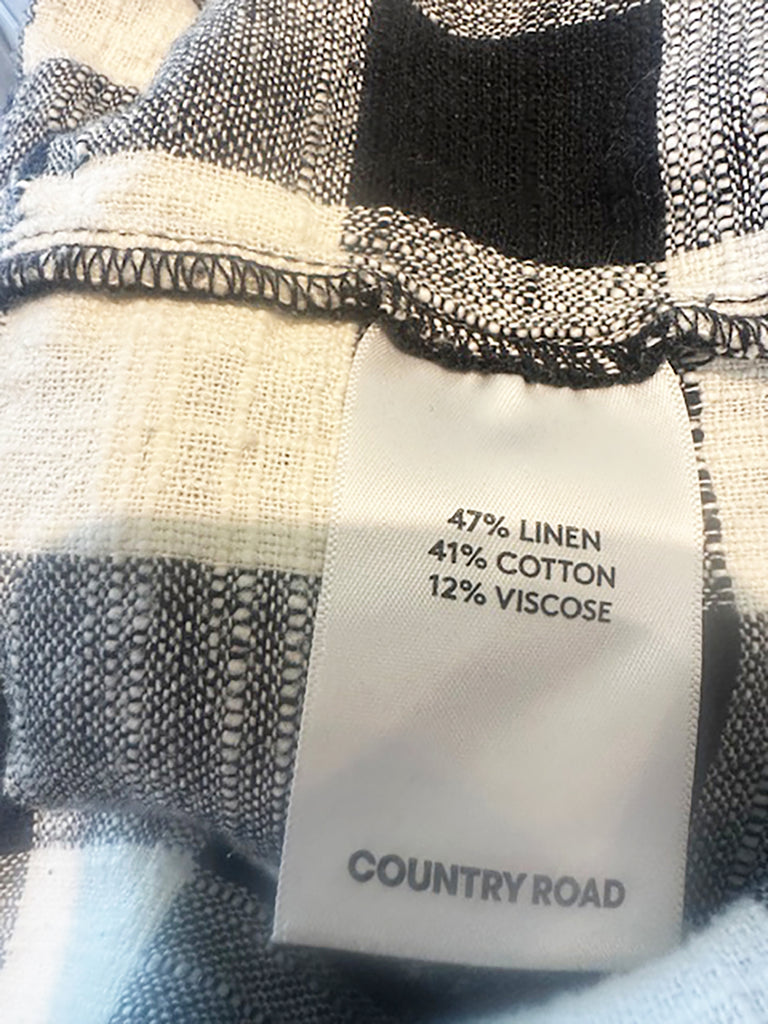 47% LINEN
41% COTTON
12% VISCOSE
COUNTRY ROAD